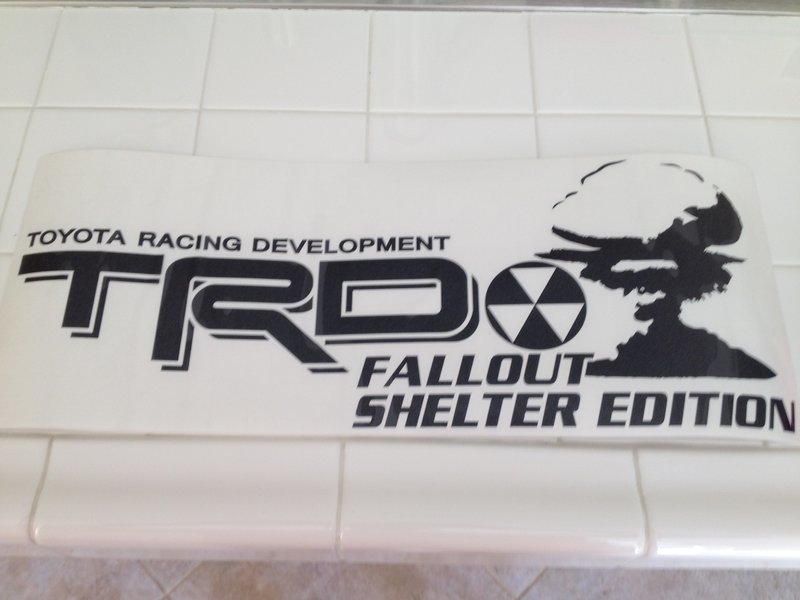 TOYOTA RACING DEVELOPMENT
TRD
FALLOUT
SHELTER EDITION